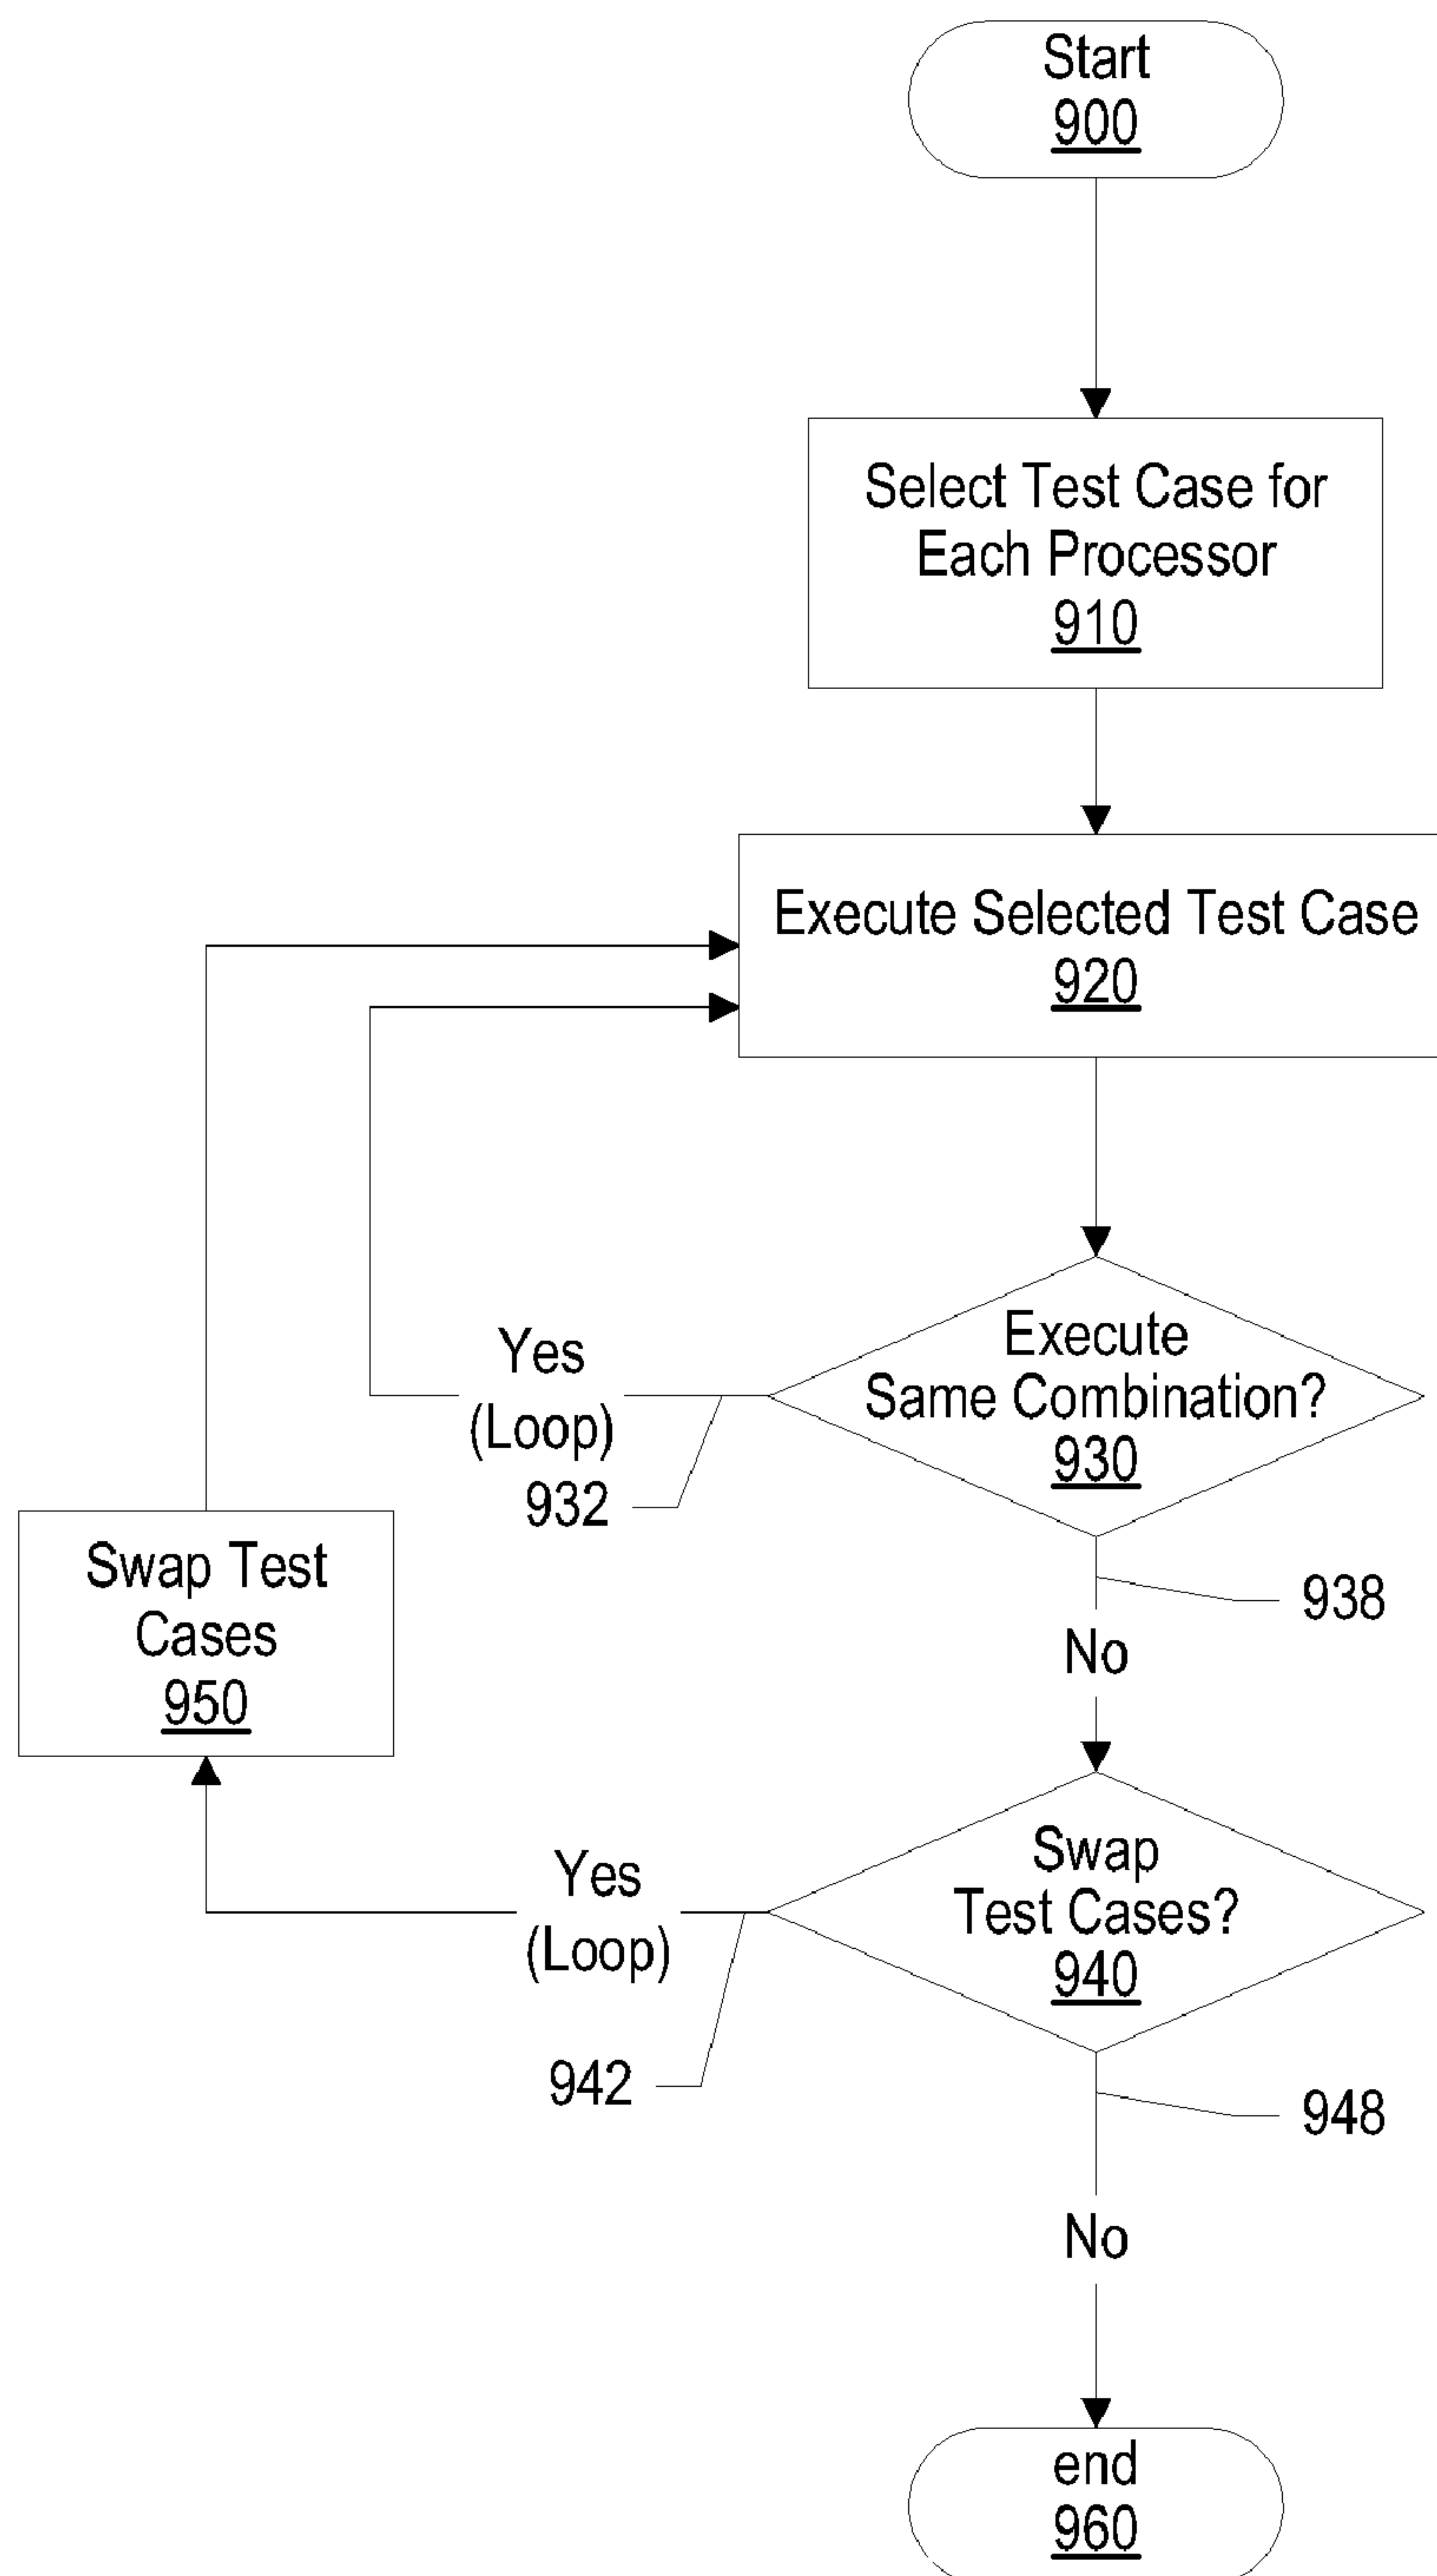 Start
900
Select Test Case for
Each Processor
910
Execute Selected Test Case
920
Execute
Same Combination?
930
Yes
(Loop)
932
938
No
Swap Test
Cases
950
Swap
Test Cases?
940
Yes
(Loop)
942
948
No
end
960